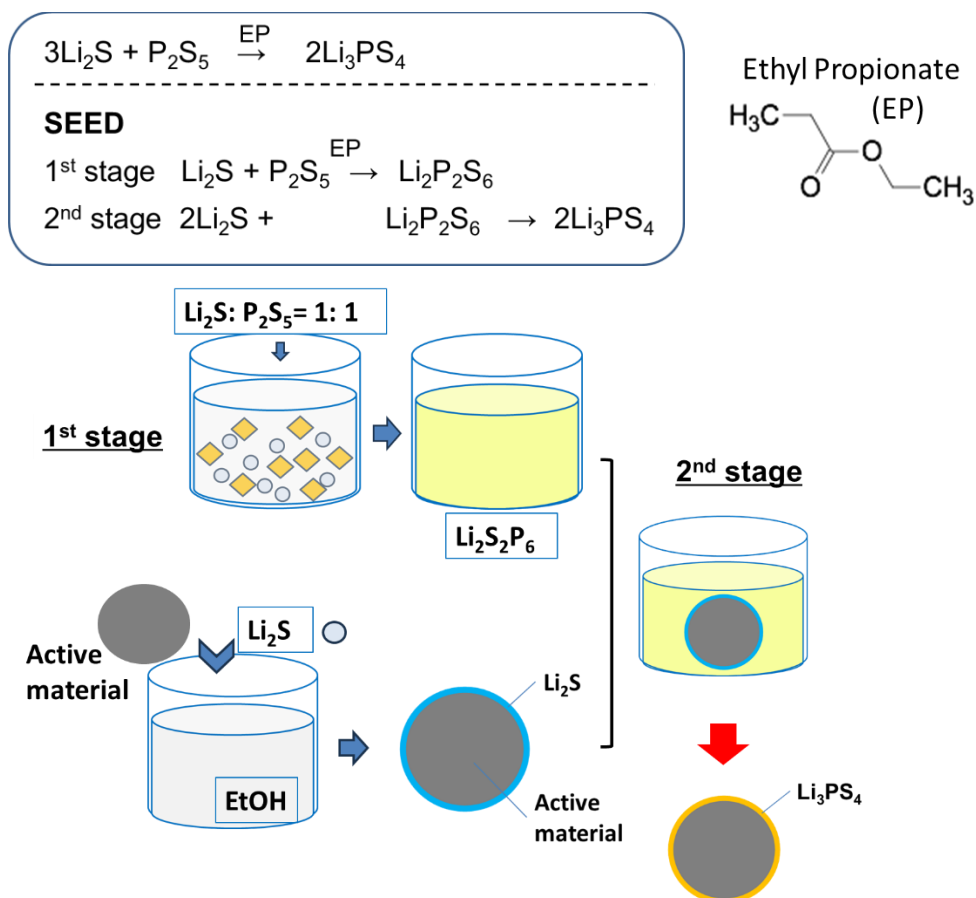 3Li₂S + P₂S₅ EP → 2Li₃PS₄
SEED
1st stage Li₂S + P₂S₅ EP → Li₂P₂S₆
2nd stage 2Li₂S + Li₂P₂S₆ → 2Li₃PS₄
Ethyl Propionate
(EP)
H₃C
O
O
CH₃
Li₂S: P₂S₅= 1: 1
1st stage
Li₂S₂P₆
2nd stage
Active
material
Li₂S
EtOH
Li₂S
Active
material
Li₃PS₄